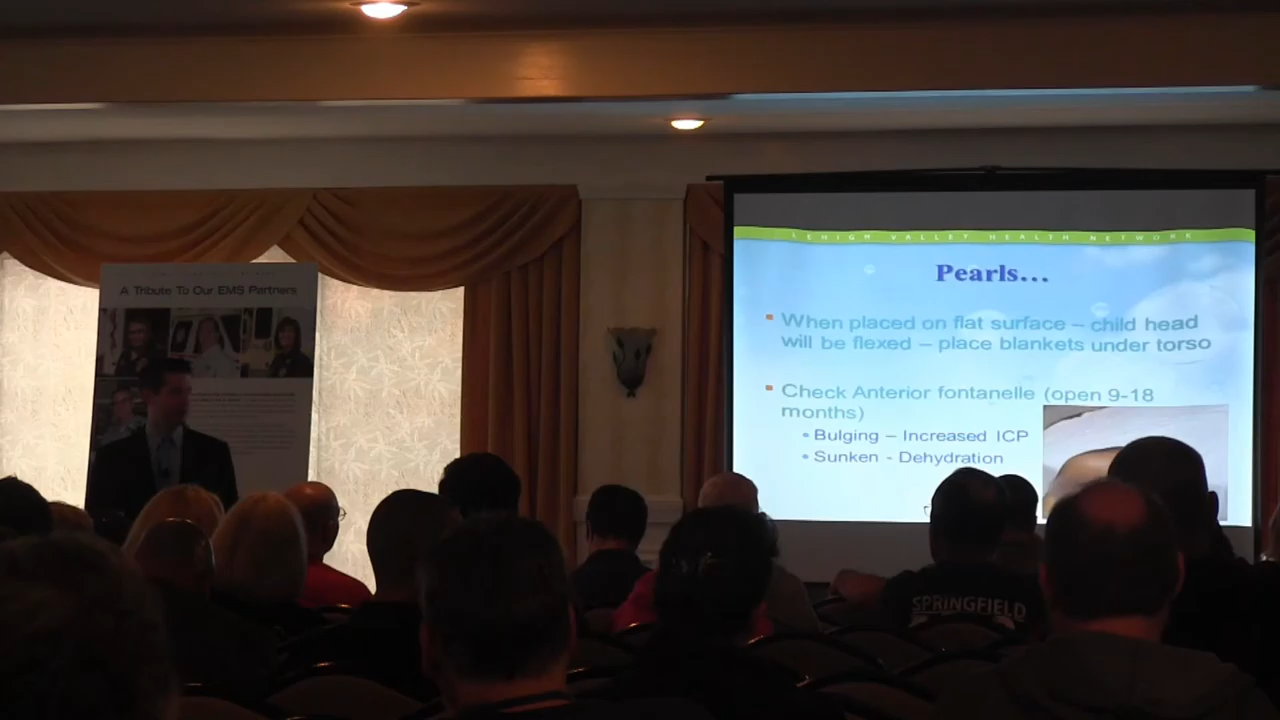 A Tribute To Our EMS Partners
LEHIGH VALLEY HEALTH NETWORK
Pearls...
When placed on flat surface – child head
will be flexed – place blankets under torso
Check Anterior fontanelle (open 9-18
months)
Bulging – Increased ICP
Sunken - Dehydration
SPRINGFIELD